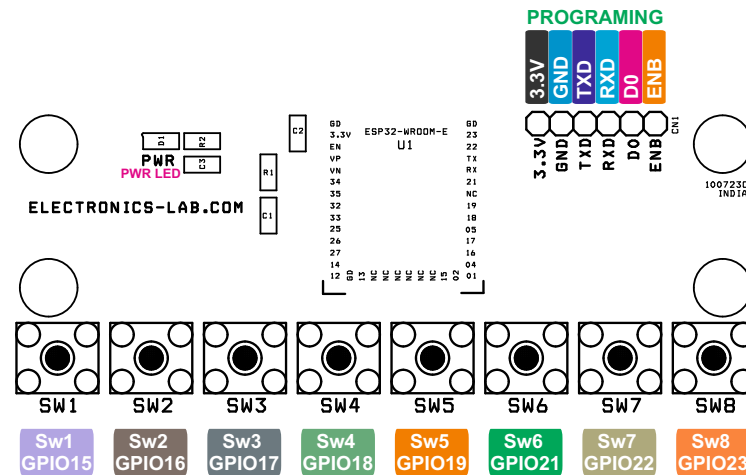 PROGRAMING
3.3V GND TXD RXD D0 ENB
CN1
3.3V GND TXD RXD DO ENB
D1 R2
C3
PWR
PWR LED
C2
R1
C1
ELECTRONICS-LAB.COM
ESP32-WROOM-E
U1
GD
3.3V
EN
VP
VN
34
35
32
33
25
26
27
14
12
GD 13 NC NC NC NC NC NC 15 02
GD
23
22
TX
RX
21
NC
19
18
05
17
16
04
01
INDIA
SW1 SW2 SW3 SW4 SW5 SW6 SW7 SW8
Sw1 Sw2 Sw3 Sw4 Sw5 Sw6 Sw7 Sw8
GPIO15 GPIO16 GPIO17 GPIO18 GPIO19 GPIO21 GPIO22 GPIO23